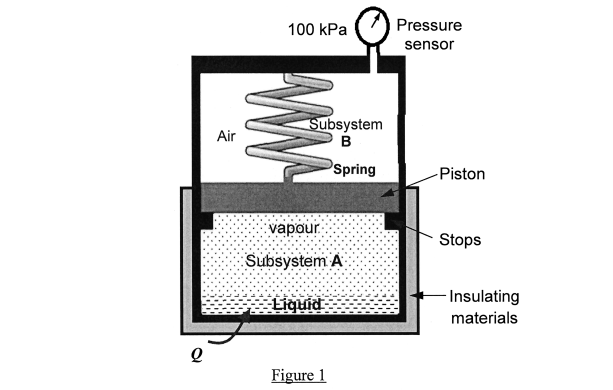 100 kPa
Pressure
sensor
Air
Subsystem
B
Spring
Piston
vapour
Stops
Subsystem A
Liquid
Insulating
materials
Q
Figure 1